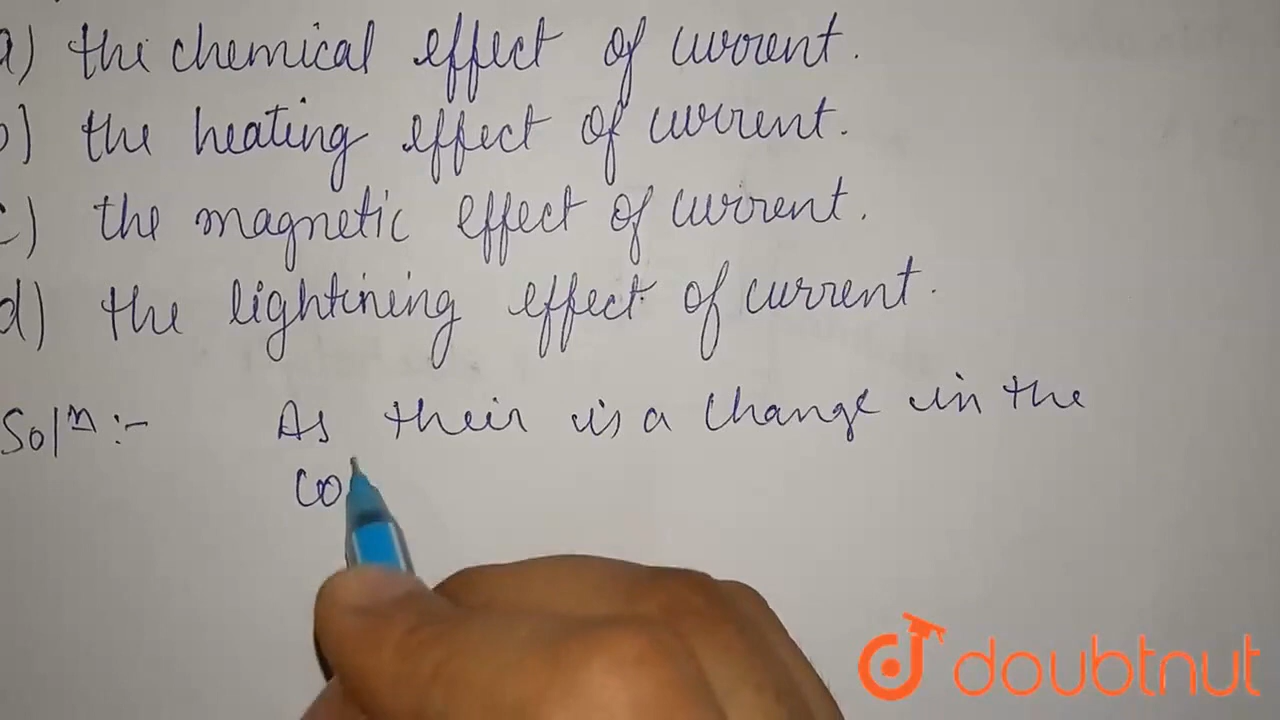 a) the chemical effect of current.
b) the heating effect of current.
c) the magnetic effect of current.
d) the lightining effect of current.
Solⁿ :- As their is a change in the
co
doubtnut